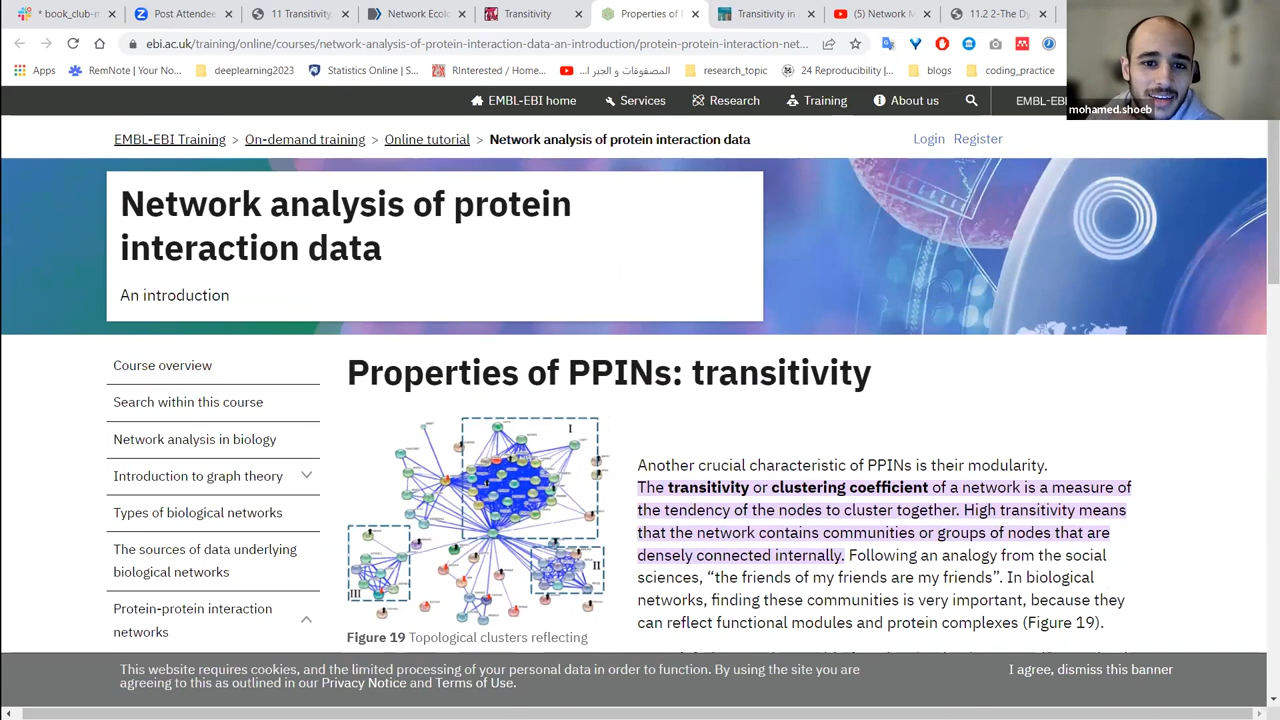 * book_club-m
Post Attendee
11 Transitivity
Network Ecol
Transitivity
Properties of
Transitivity in
(5) Network M
11.2 2-The Dy
ebi.ac.uk/training/online/courses/network-analysis-of-protein-interaction-data-an-introduction/protein-protein-interaction-net...
Apps
RemNote | Your No...
deeplearning2023
Statistics Online | S...
RInterested / Home...
المصفوفات و الجبر ا...
research_topic
24 Reproducibility |...
blogs
coding_practice
mohamed.shoeb
EMBL-EBI home
Services
Research
Training
About us
EMBL-EBI
EMBL-EBI Training > On-demand training > Online tutorial > Network analysis of protein interaction data
Login Register
Network analysis of protein
interaction data
An introduction
Course overview
Search within this course
Network analysis in biology
Introduction to graph theory
Types of biological networks
The sources of data underlying
biological networks
Protein-protein interaction
networks
Properties of PPINs: transitivity
I
II
III
Figure 19 Topological clusters reflecting
Another crucial characteristic of PPINs is their modularity.
The transitivity or clustering coefficient of a network is a measure of
the tendency of the nodes to cluster together. High transitivity means
that the network contains communities or groups of nodes that are
densely connected internally. Following an analogy from the social
sciences, “the friends of my friends are my friends”. In biological
networks, finding these communities is very important, because they
can reflect functional modules and protein complexes (Figure 19).
This website requires cookies, and the limited processing of your personal data in order to function. By using the site you are
agreeing to this as outlined in our Privacy Notice and Terms of Use.
I agree, dismiss this banner